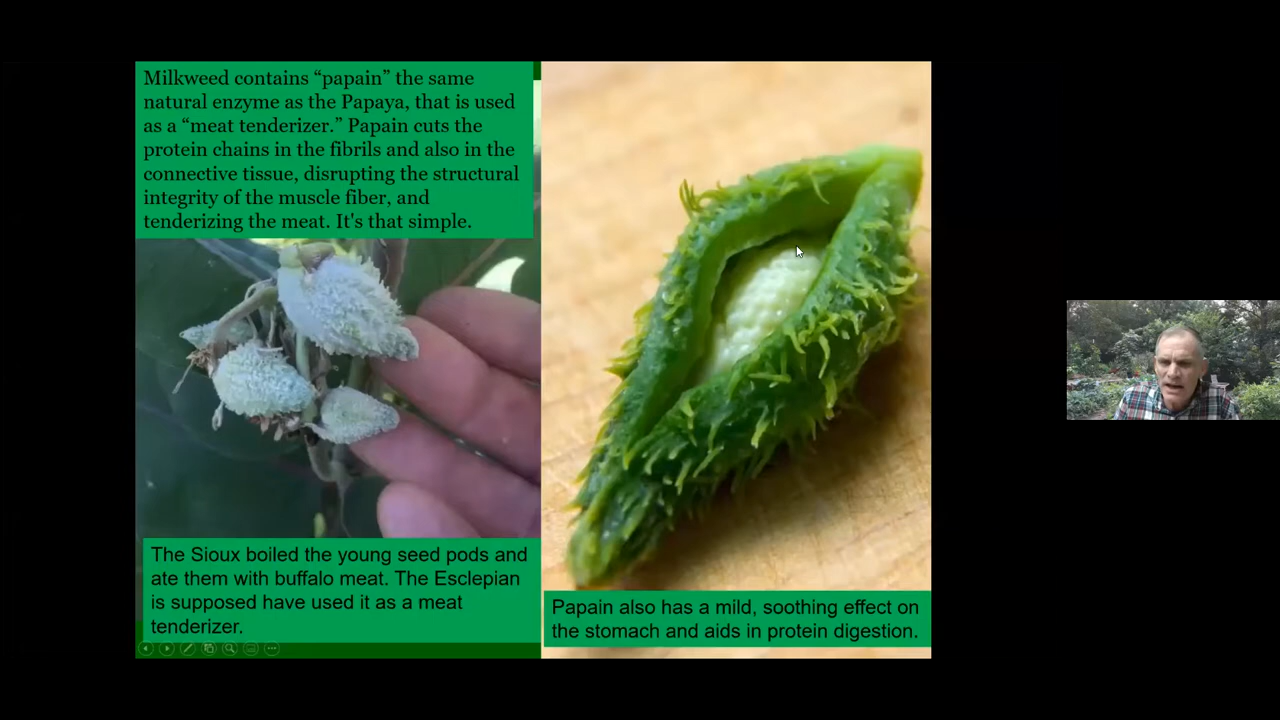 Milkweed contains “papain” the same
natural enzyme as the Papaya, that is used
as a “meat tenderizer.” Papain cuts the
protein chains in the fibrils and also in the
connective tissue, disrupting the structural
integrity of the muscle fiber, and
tenderizing the meat. It's that simple.
The Sioux boiled the young seed pods and
ate them with buffalo meat. The Esclepian
is supposed have used it as a meat
tenderizer.
Papain also has a mild, soothing effect on
the stomach and aids in protein digestion.